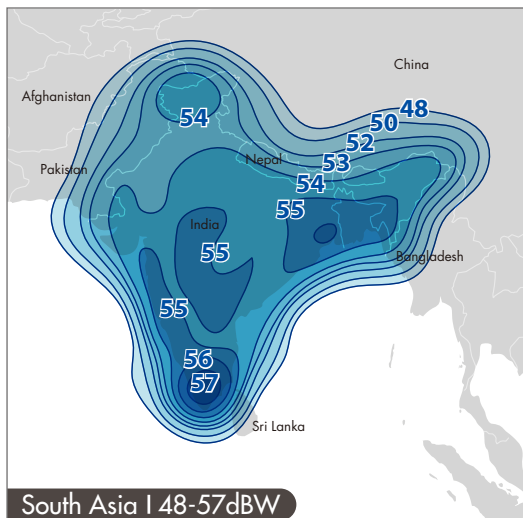 China
Afghanistan
48
50
54
52
Nepal
53
Pakistan
54
55
India
55
Bangladesh
55
56
57
Sri Lanka
South Asia I 48-57dBW